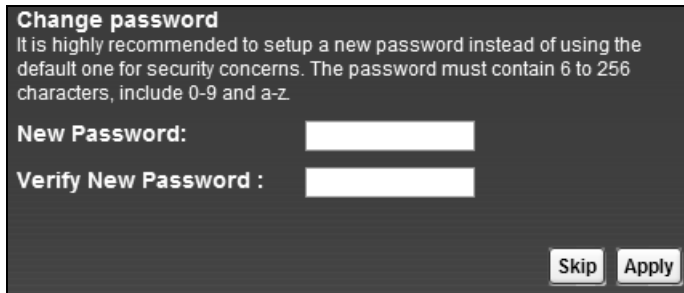 Change password
It is highly recommended to setup a new password instead of using the
default one for security concerns. The password must contain 6 to 256
characters, include 0-9 and a-z.
New Password:
Verify New Password :
Skip Apply